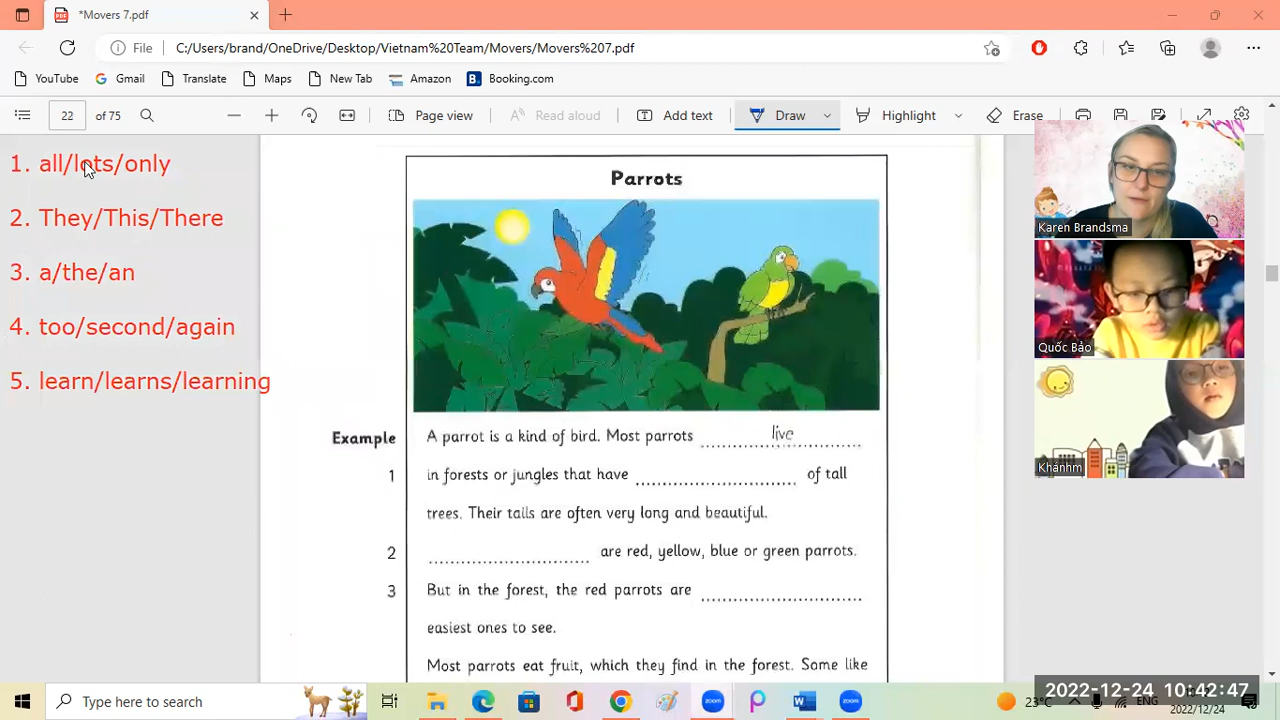 *Movers 7.pdf
File
C:/Users/brand/OneDrive/Desktop/Vietnam%20Team/Movers/Movers%207.pdf
YouTube
Gmail
Translate
Maps
New Tab
Amazon
Booking.com
22
of 75
Page view
Read aloud
Add text
Draw
Highlight
Erase
1. all/lots/only
2. They/This/There
3. a/the/an
4. too/second/again
5. learn/learns/learning
Parrots
Example A parrot is a kind of bird. Most parrots live
1 in forests or jungles that have of tall
trees. Their tails are often very long and beautiful.
2 are red, yellow, blue or green parrots.
3 But in the forest, the red parrots are
easiest ones to see.
Most parrots eat fruit, which they find in the forest. Some like
Karen Brandsma
Quốc Bảo
Khánhm
Type here to search
23°C
ENG
2022-12-24 10:42:47
2022/12/24